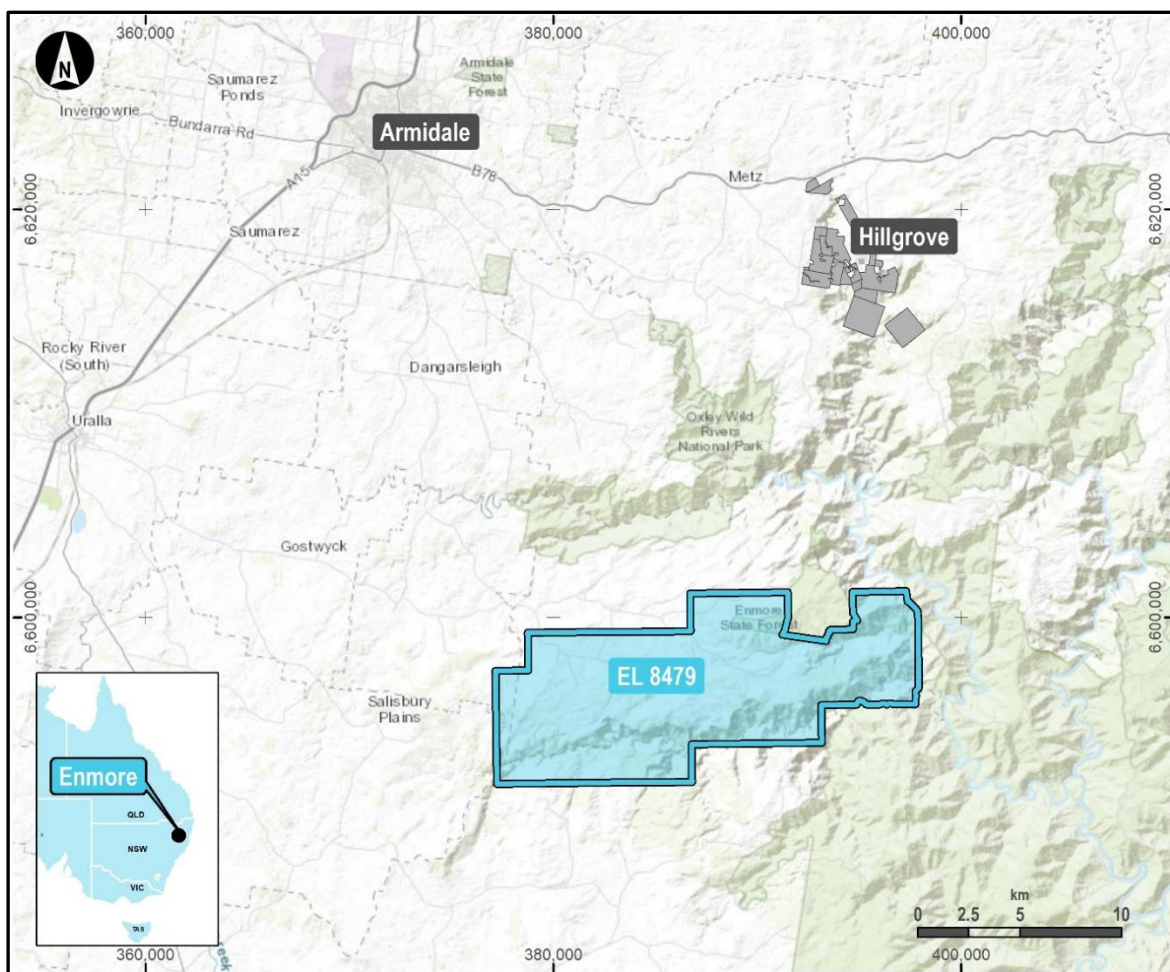 360,000
380,000
400,000
N
Saumarez
Ponds
Armidale
State
Forest
Invergowrie
Bundarra Rd
Armidale
A15
B78
Metz
6,620,000
6,620,000
Saumarez
Hillgrove
Rocky River
(South)
Dangarsleigh
Uralla
Oxley Wild
Rivers
National Park
Gostwyck
6,600,000
6,600,000
Enmore
State Forest
EL 8479
Salisbury
Plains
Enmore
QLD
NSW
VIC
TAS
km
0
2.5
5
10
360,000
380,000
400,000